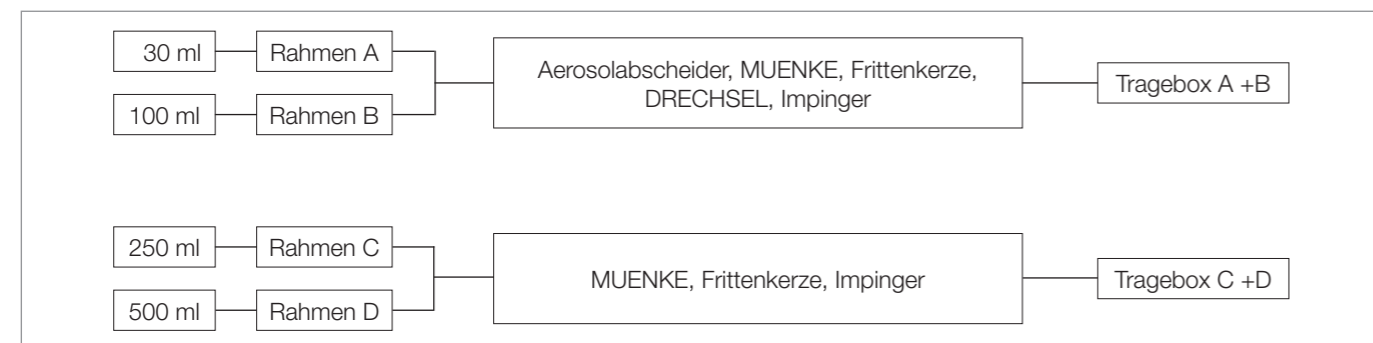 30 ml
Rahmen A
100 ml
Rahmen B
Aerosolabscheider, MUENKE, Frittenkerze,
DRECHSEL, Impinger
Tragebox A +B
250 ml
Rahmen C
500 ml
Rahmen D
MUENKE, Frittenkerze, Impinger
Tragebox C +D